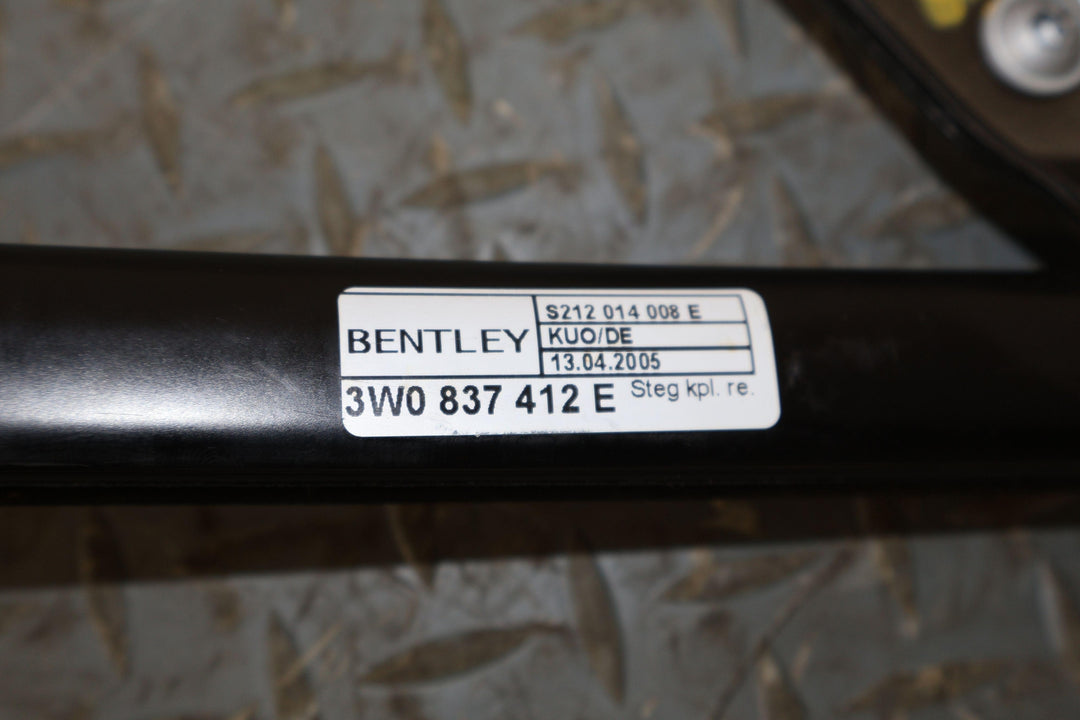 BENTLEY
S212 014 008 E
KUO/DE
13.04.2005
3W0 837 412 E Steg kpl. re.